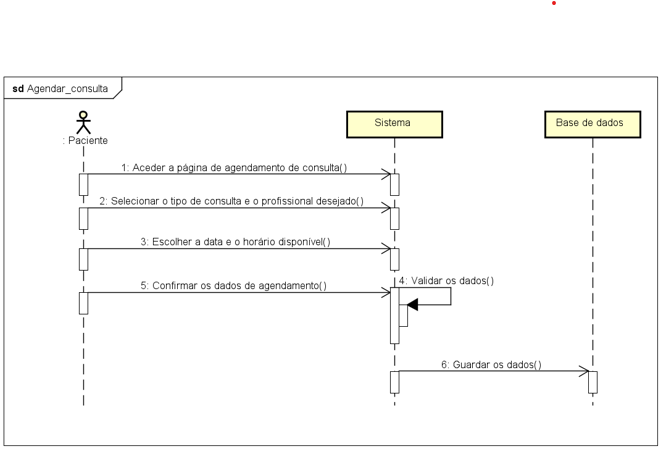 sd Agendar_consulta
: Paciente
Sistema
Base de dados
1: Aceder a página de agendamento de consulta()
2: Selecionar o tipo de consulta e o profissional desejado()
3: Escolher a data e o horário disponível()
4: Validar os dados()
5: Confirmar os dados de agendamento()
6: Guardar os dados()